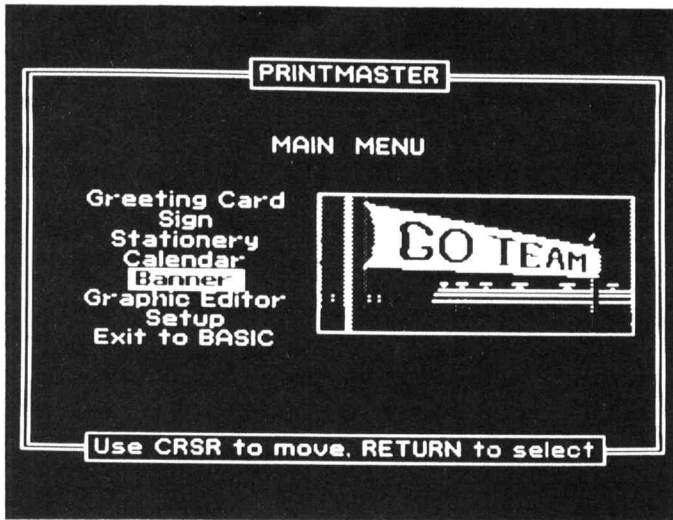 PRINTMASTER
MAIN MENU
Greeting Card
Sign
Stationery
Calendar
Banner
Graphic Editor
Setup
Exit to BASIC
GO TEAM
Use CRSR to move, RETURN to select